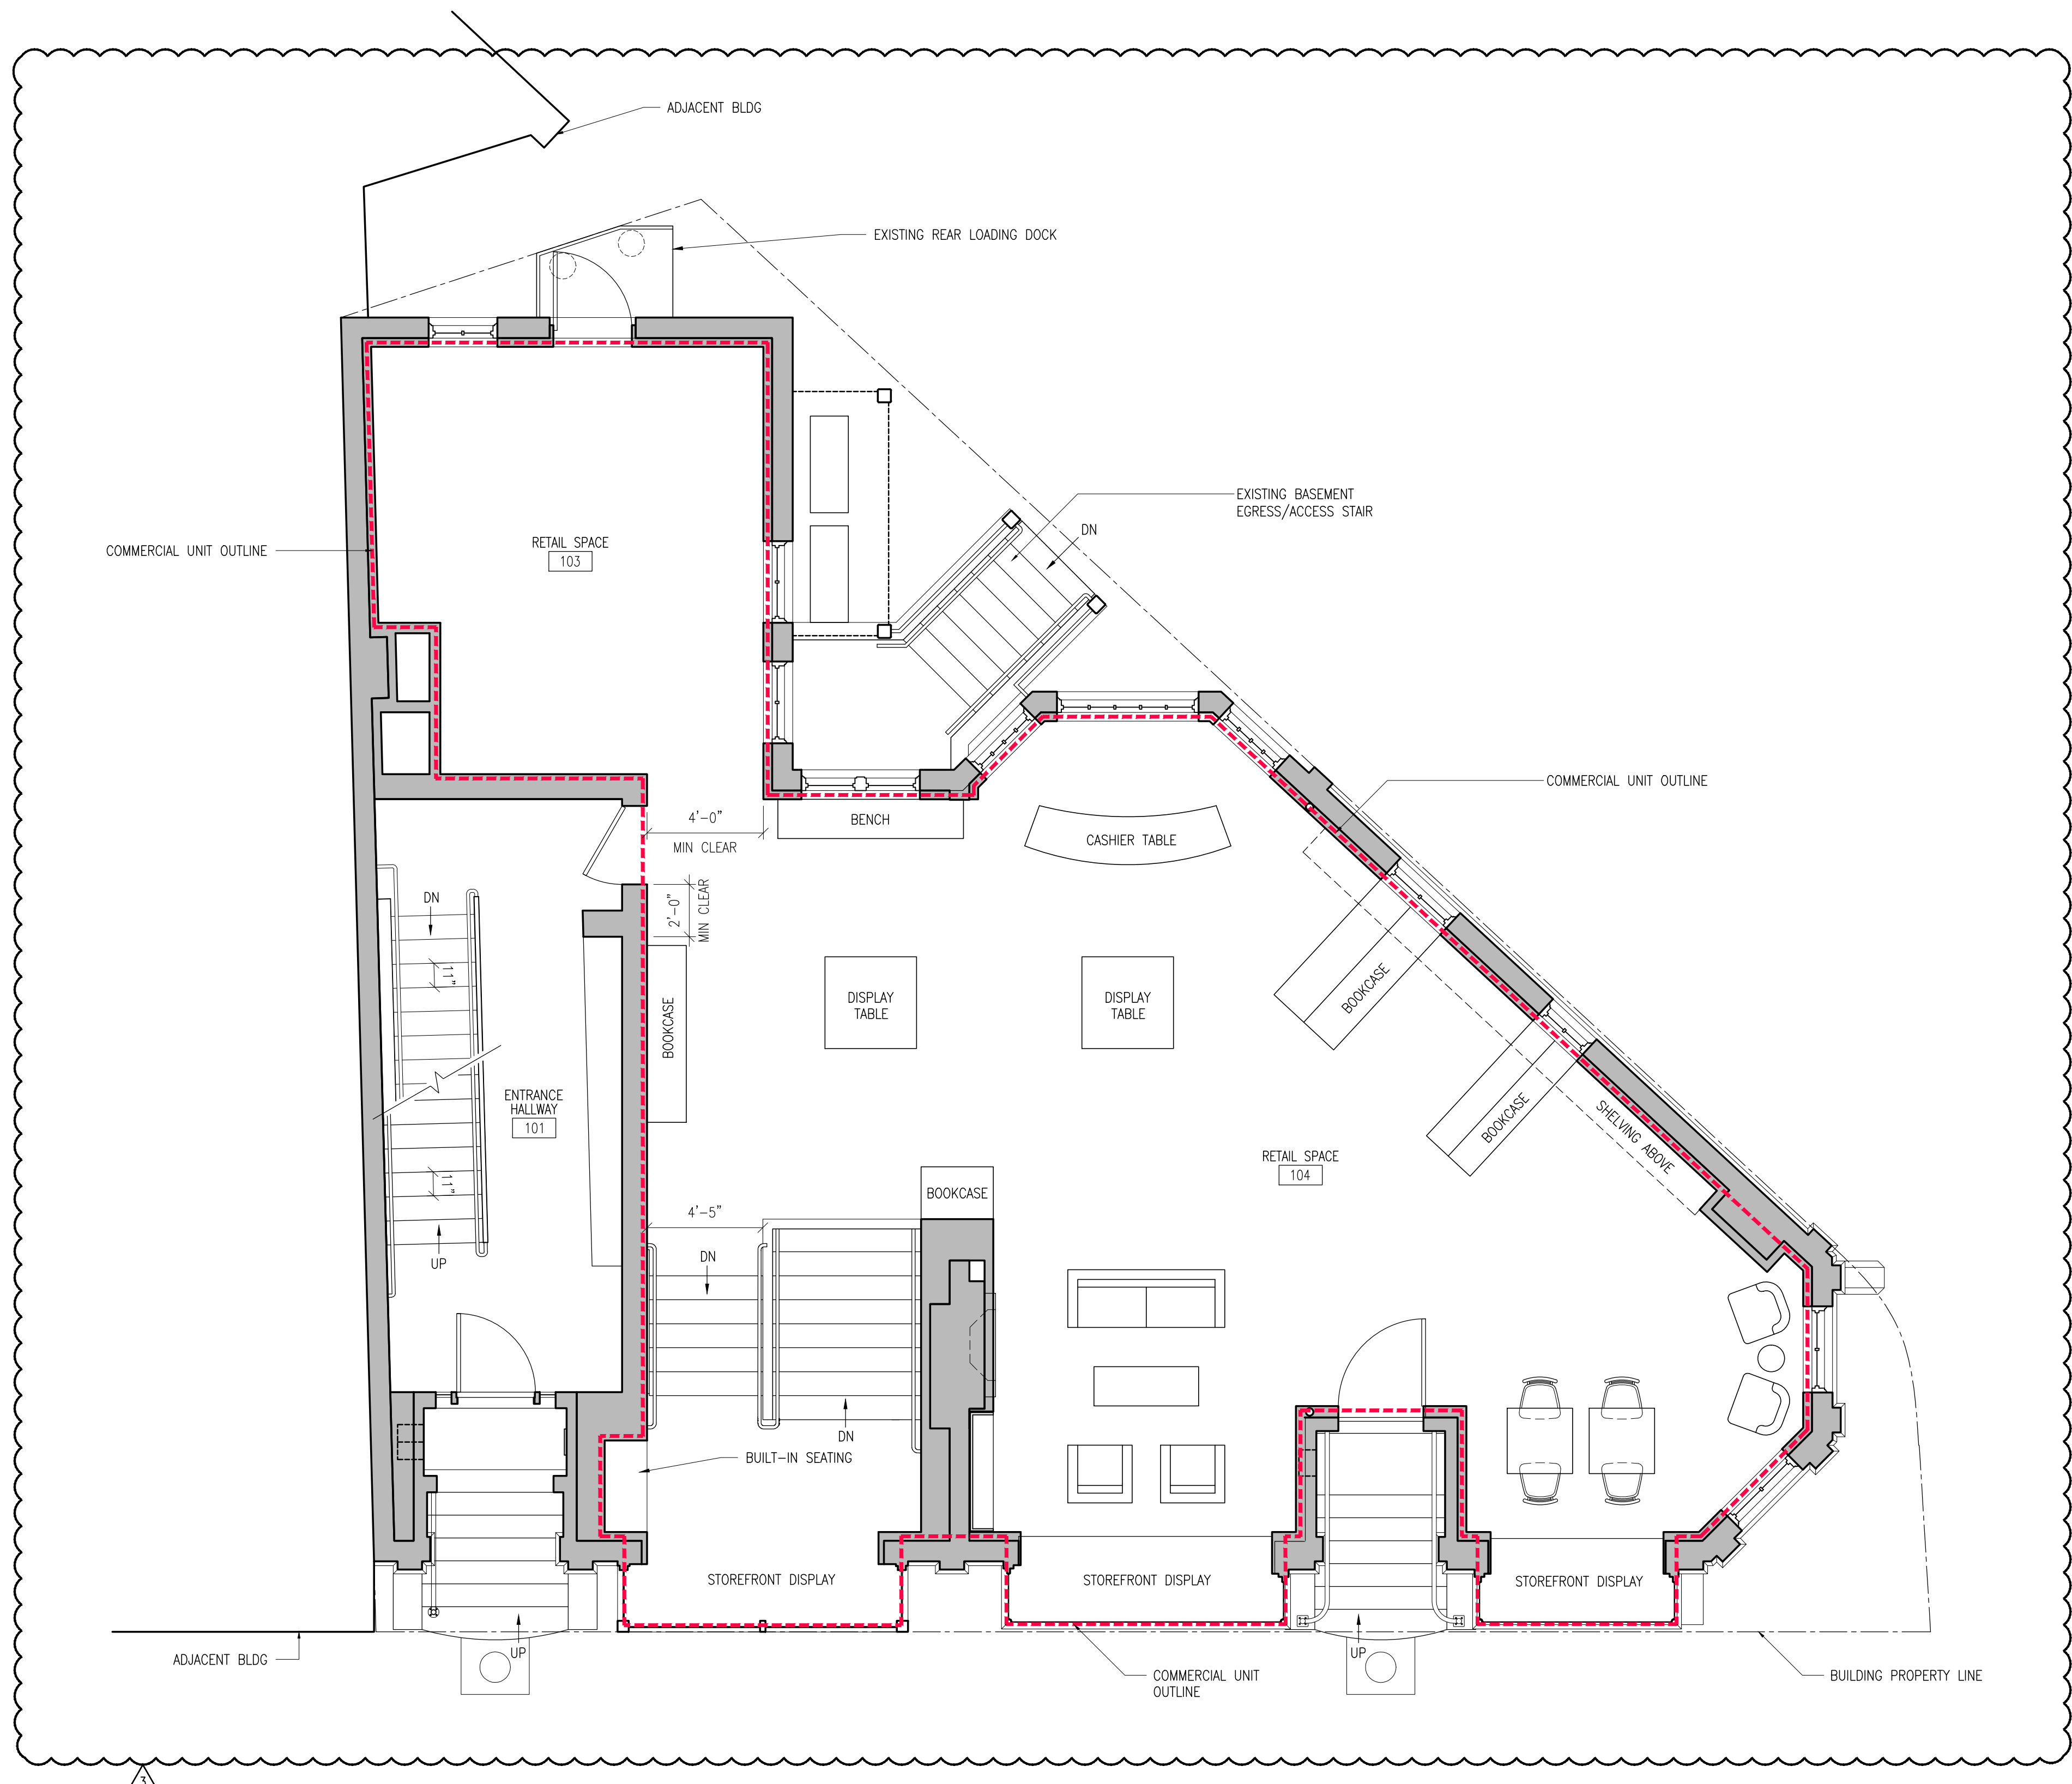 ADJACENT BLDG
EXISTING REAR LOADING DOCK
EXISTING BASEMENT
EGRESS/ACCESS STAIR
DN
COMMERCIAL UNIT OUTLINE
RETAIL SPACE
103
COMMERCIAL UNIT OUTLINE
4'-0"
MIN CLEAR
BENCH
CASHIER TABLE
DN
2'-0"
MIN CLEAR
11"
BOOKCASE
DISPLAY
TABLE
DISPLAY
TABLE
BOOKCASE
BOOKCASE
SHELVING ABOVE
ENTRANCE
HALLWAY
101
RETAIL SPACE
104
11"
BOOKCASE
4'-5"
UP
DN
DN
BUILT-IN SEATING
STOREFRONT DISPLAY
STOREFRONT DISPLAY
STOREFRONT DISPLAY
UP
UP
ADJACENT BLDG
COMMERCIAL UNIT
OUTLINE
BUILDING PROPERTY LINE
3